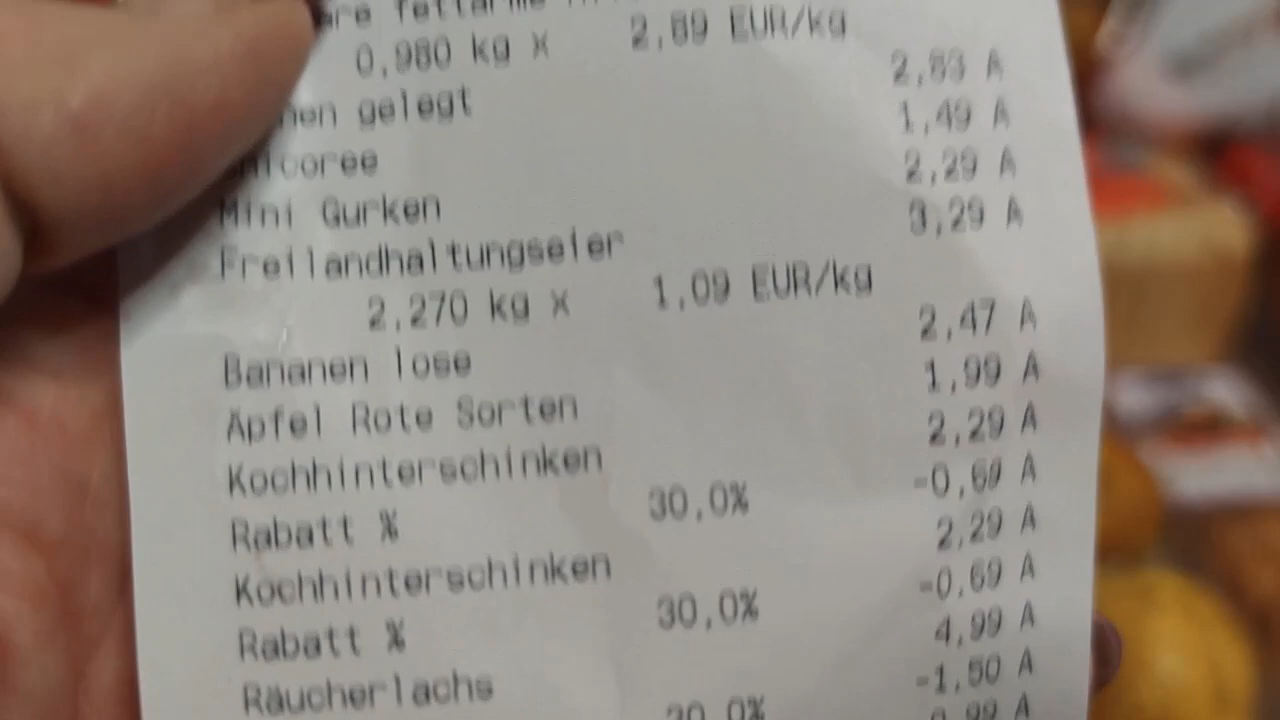 0,980 kg x 2,89 EUR/kg
gelegt 2,83 A
1,49 A
Mini Gurken 2,29 A
Freilandhaltungseier 3,29 A
2,270 kg x 1,09 EUR/kg
Bananen lose 2,47 A
Äpfel Rote Sorten 1,99 A
Kochhinterschinken 2,29 A
Rabatt % 30,0% -0,69 A
Kochhinterschinken 2,29 A
Rabatt % 30,0% -0,69 A
Räucherlachs 4,99 A
-1,50 A